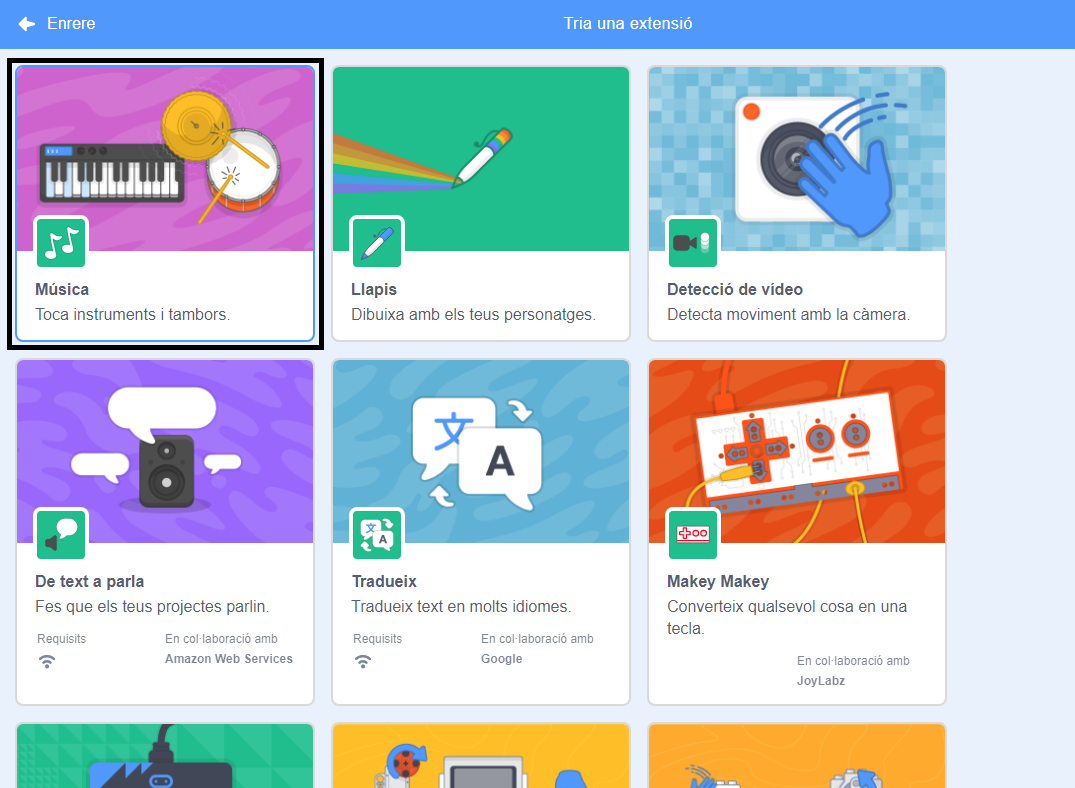 Enrere
Tria una extensió
Música
Toca instruments i tambors.
Llapis
Dibuixa amb els teus personatges.
Detecció de vídeo
Detecta moviment amb la càmera.
文
A
文
A
De text a parla
Fes que els teus projectes parlin.
Requisits
En col·laboració amb
Amazon Web Services
Tradueix
Tradueix text en molts idiomes.
Requisits
En col·laboració amb
Google
Makey Makey
Converteix qualsevol cosa en una
tecla.
En col·laboració amb
JoyLabz